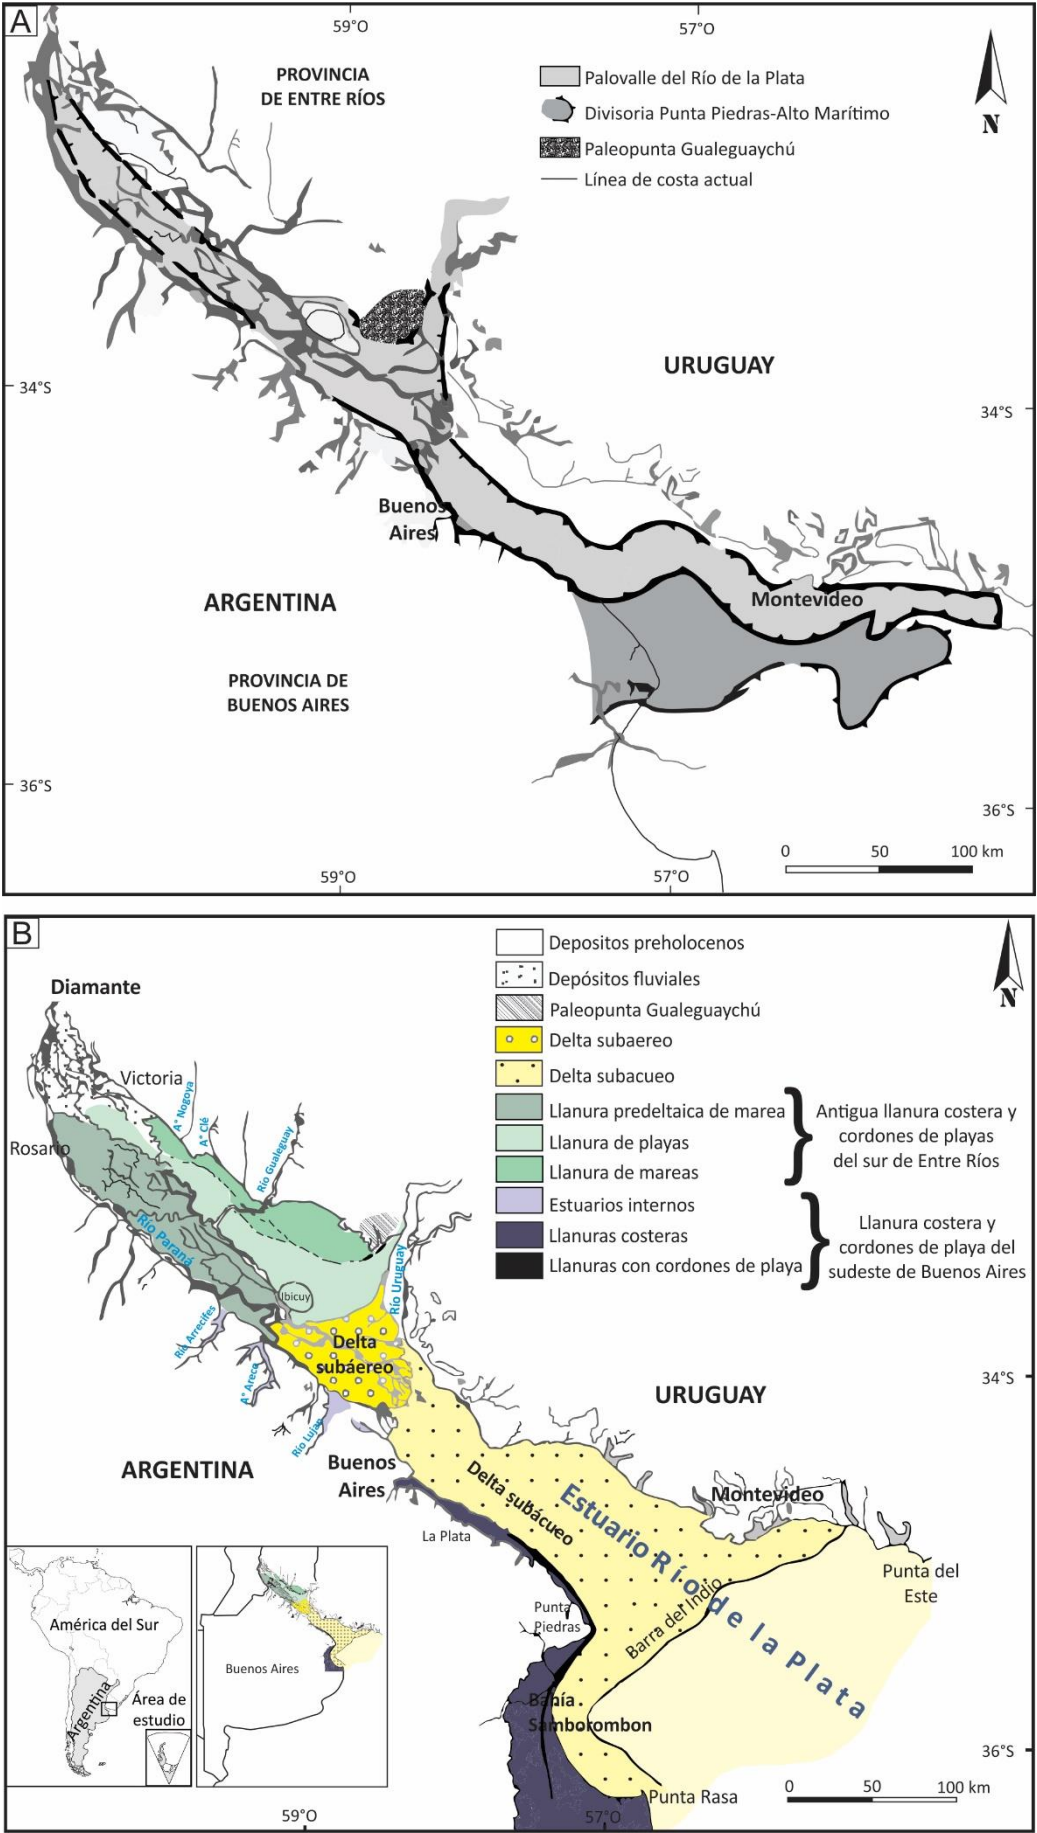 A
59°O
57°O
PROVINCIA
DE ENTRE RÍOS
Palovalle del Río de la Plata
Divisoria Punta Piedras-Alto Marítimo
Paleopunta Gualeguaychú
Línea de costa actual
N
34°S
URUGUAY
34°S
Buenos
Aires
ARGENTINA
Montevideo
PROVINCIA DE
BUENOS AIRES
36°S
36°S
0 50 100 km
59°O
57°O
B
Depositos preholocenos
Depósitos fluviales
Paleopunta Gualeguaychú
Delta subaereo
Delta subacueo
Llanura predeltaica de marea
Llanura de playas
Llanura de mareas
Antigua llanura costera y
cordones de playas
del sur de Entre Ríos
Estuarios internos
Llanuras costeras
Llanuras con cordones de playa
Llanura costera y
cordones de playa del
sudeste de Buenos Aires
N
Diamante
Victoria
A° Nogoya
A° Clé
Rosario
Río Gualeguay
Río Paraná
Río Uruguay
Ibicuy
Río Arrecifes
Delta
subáereo
A° Areco
Río Lujan
34°S
URUGUAY
ARGENTINA
Buenos
Aires
Delta subácueo
Estuario Río de la Plata
Montevideo
La Plata
Punta del
Este
Punta
Piedras
Barra del Indio
Bahía
Samborombon
América del Sur
Argentina
Área de
estudio
Buenos Aires
36°S
Punta Rasa
0 50 100 km
59°O
57°O